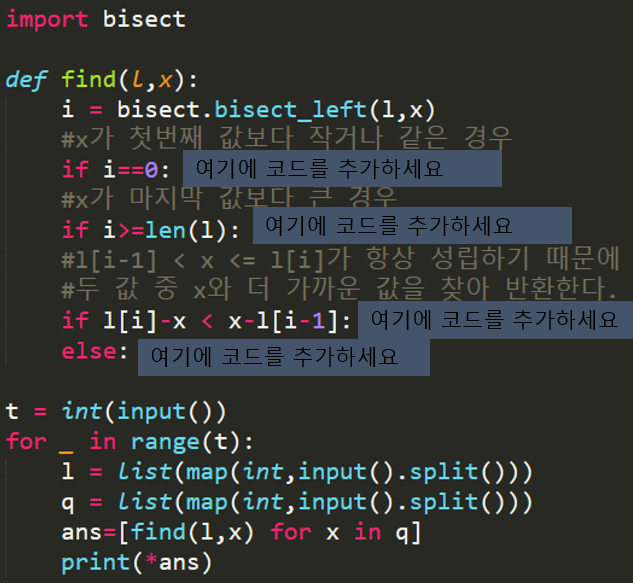 import bisect
def find(l,x):
i = bisect.bisect_left(l,x)
#x가 첫번째 값보다 작거나 같은 경우
if i==0: 여기에 코드를 추가하세요
#x가 마지막 값보다 큰 경우
if i>=len(l): 여기에 코드를 추가하세요
#l[i-1] < x <= l[i]가 항상 성립하기 때문에
#두 값 중 x와 더 가까운 값을 찾아 반환한다.
if l[i]-x < x-l[i-1]: 여기에 코드를 추가하세요
else: 여기에 코드를 추가하세요
t = int(input())
for _ in range(t):
l = list(map(int,input().split()))
q = list(map(int,input().split()))
ans=[find(l,x) for x in q]
print(*ans)